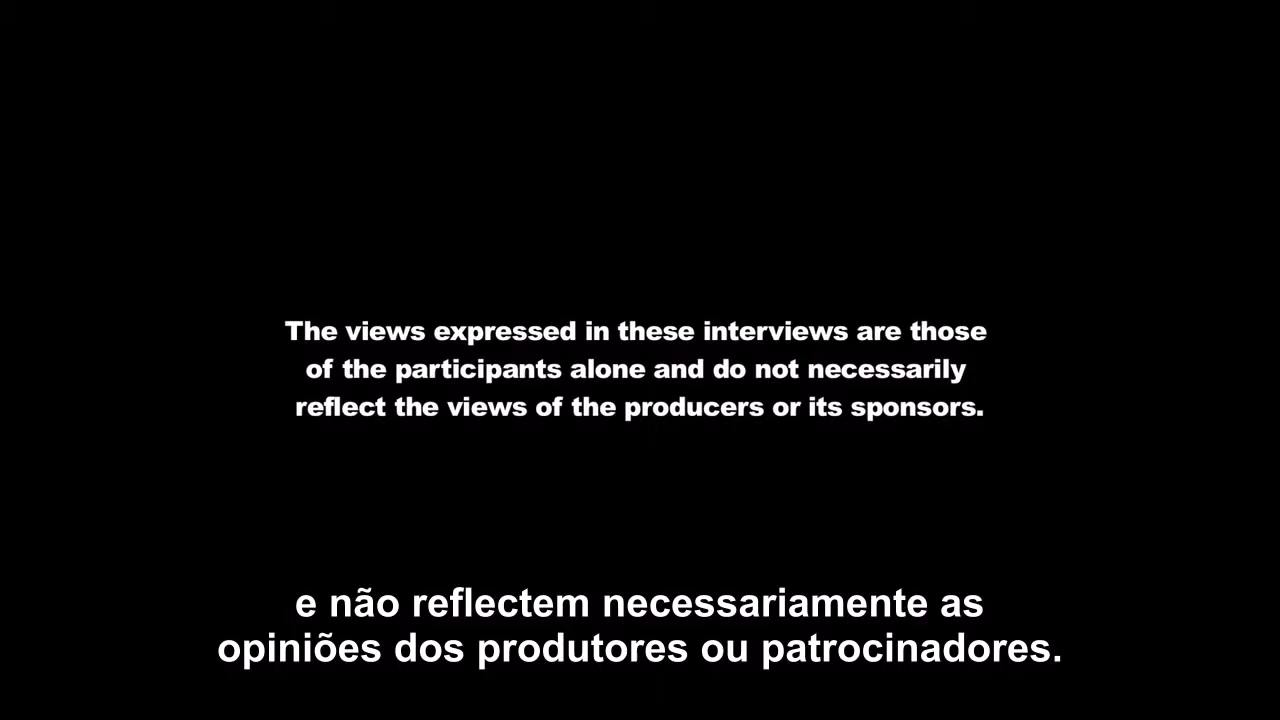 The views expressed in these interviews are those
of the participants alone and do not necessarily
reflect the views of the producers or its sponsors.
e não reflectem necessariamente as
opiniões dos produtores ou patrocinadores.